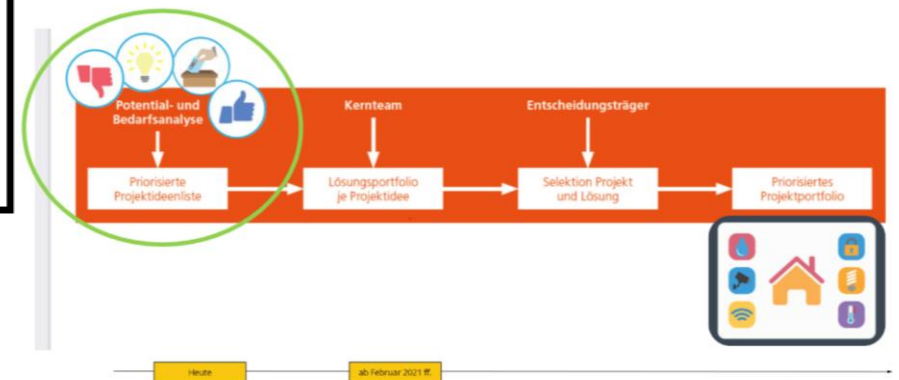 Potential- und
Bedarfsanalyse
Kernteam
Entscheidungsträger
Priorisierte
Projektideenliste
Lösungsportfolio
je Projektidee
Selektion Projekt
und Lösung
Priorisiertes
Projektportfolio
Heute
ab Februar 2021 ff.